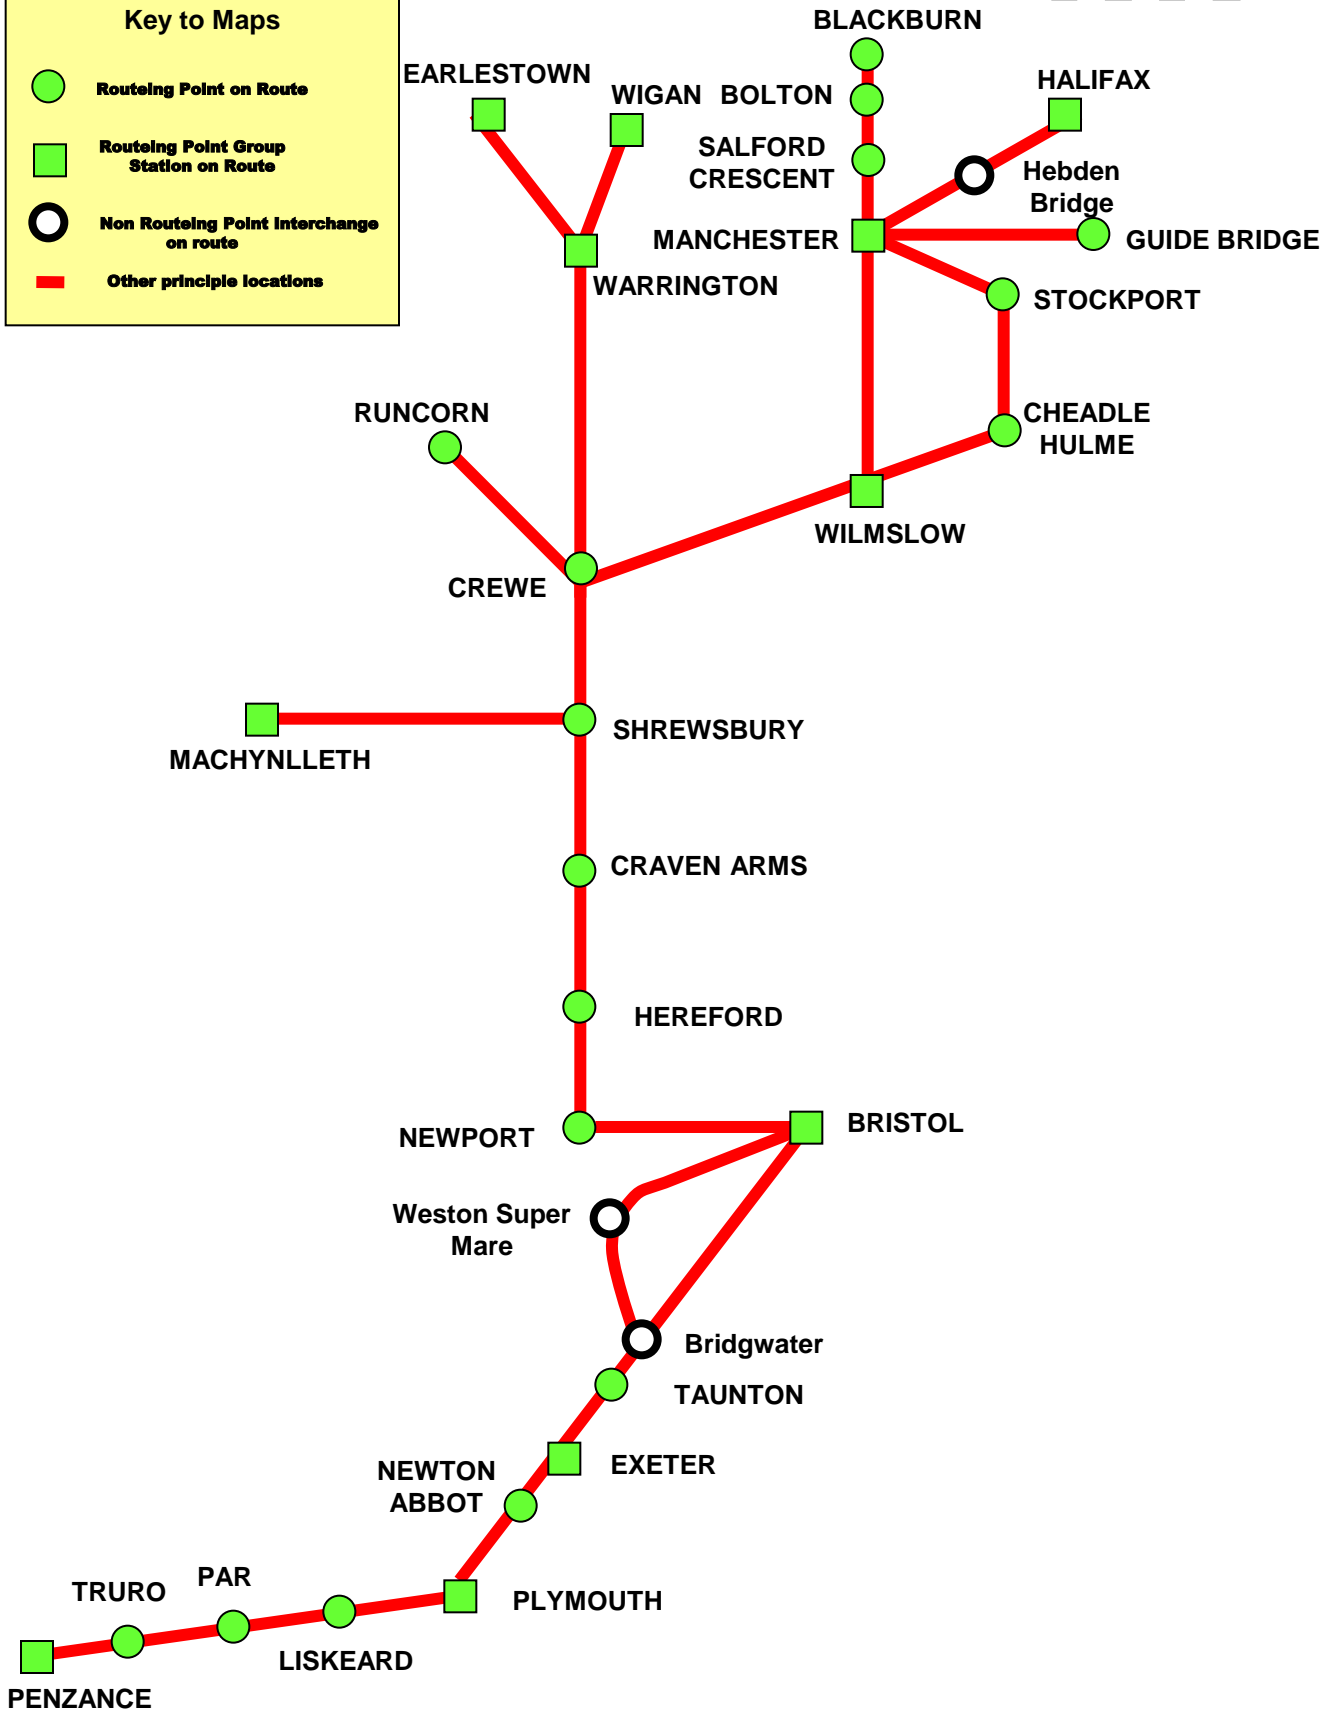 Key to Maps
Routeing Point on Route
Routeing Point Group
Station on Route
Non Routeing Point Interchange
on route
Other principle locations
BLACKBURN
EARLESTOWN
WIGAN
BOLTON
HALIFAX
SALFORD
CRESCENT
Hebden
Bridge
MANCHESTER
GUIDE BRIDGE
WARRINGTON
STOCKPORT
RUNCORN
CHEADLE
HULME
WILMSLOW
CREWE
SHREWSBURY
MACHYNLLETH
CRAVEN ARMS
HEREFORD
NEWPORT
BRISTOL
Weston Super
Mare
Bridgwater
TAUNTON
EXETER
NEWTON
ABBOT
PLYMOUTH
PAR
TRURO
LISKEARD
PENZANCE